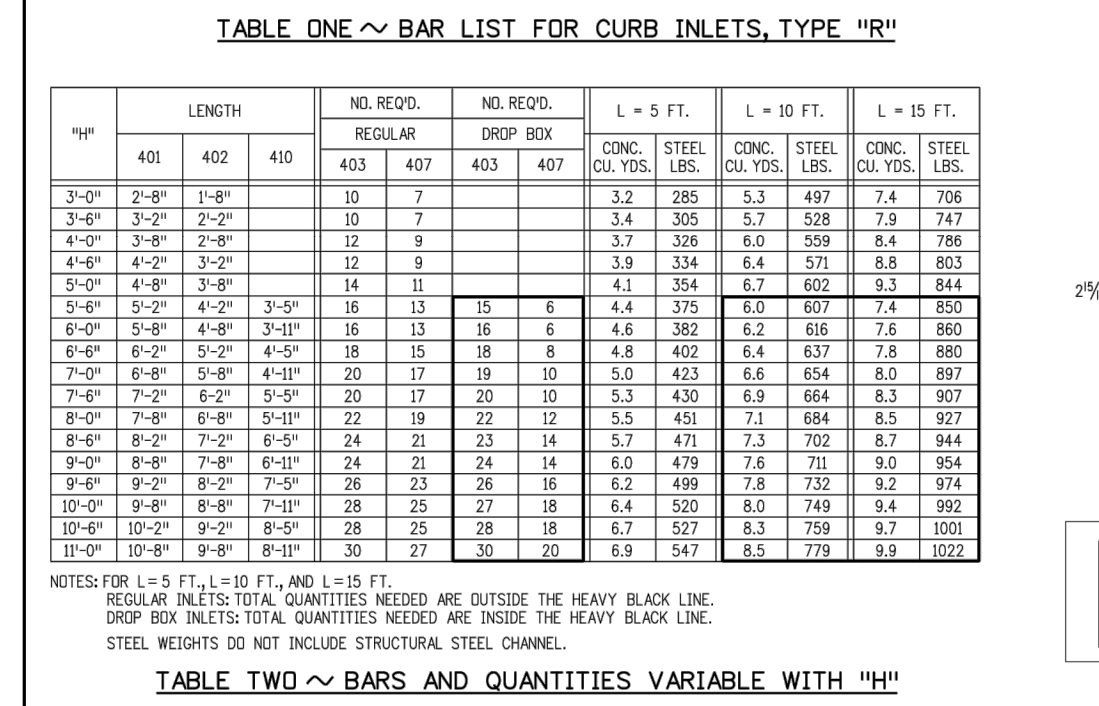 TABLE ONE ~ BAR LIST FOR CURB INLETS, TYPE "R"
"H" LENGTH NO. REQ'D. NO. REQ'D. L = 5 FT. L = 10 FT. L = 15 FT.
REGULAR DROP BOX
401 402 410 403 407 403 407 CONC. CU. YDS. STEEL LBS. CONC. CU. YDS. STEEL LBS. CONC. CU. YDS. STEEL LBS.
3'-0" 2'-8" 1'-8" 10 7 3.2 285 5.3 497 7.4 706
3'-6" 3'-2" 2'-2" 10 7 3.4 305 5.7 528 7.9 747
4'-0" 3'-8" 2'-8" 12 9 3.7 326 6.0 559 8.4 786
4'-6" 4'-2" 3'-2" 12 9 3.9 334 6.4 571 8.8 803
5'-0" 4'-8" 3'-8" 14 11 4.1 354 6.7 602 9.3 844
5'-6" 5'-2" 4'-2" 3'-5" 16 13 15 6 4.4 375 6.0 607 7.4 850
6'-0" 5'-8" 4'-8" 3'-11" 16 13 16 6 4.6 382 6.2 616 7.6 860
6'-6" 6'-2" 5'-2" 4'-5" 18 15 18 8 4.8 402 6.4 637 7.8 880
7'-0" 6'-8" 5'-8" 4'-11" 20 17 19 10 5.0 423 6.6 654 8.0 897
7'-6" 7'-2" 6-2" 5'-5" 20 17 20 10 5.3 430 6.9 664 8.3 907
8'-0" 7'-8" 6'-8" 5'-11" 22 19 22 12 5.5 451 7.1 684 8.5 927
8'-6" 8'-2" 7'-2" 6'-5" 24 21 23 14 5.7 471 7.3 702 8.7 944
9'-0" 8'-8" 7'-8" 6'-11" 24 21 24 14 6.0 479 7.6 711 9.0 954
9'-6" 9'-2" 8'-2" 7'-5" 26 23 26 16 6.2 499 7.8 732 9.2 974
10'-0" 9'-8" 8'-8" 7'-11" 28 25 27 18 6.4 520 8.0 749 9.4 992
10'-6" 10'-2" 9'-2" 8'-5" 28 25 28 18 6.7 527 8.3 759 9.7 1001
11'-0" 10'-8" 9'-8" 8'-11" 30 27 30 20 6.9 547 8.5 779 9.9 1022
NOTES: FOR L = 5 FT., L = 10 FT., AND L = 15 FT.
REGULAR INLETS: TOTAL QUANTITIES NEEDED ARE OUTSIDE THE HEAVY BLACK LINE.
DROP BOX INLETS: TOTAL QUANTITIES NEEDED ARE INSIDE THE HEAVY BLACK LINE.
STEEL WEIGHTS DO NOT INCLUDE STRUCTURAL STEEL CHANNEL.
TABLE TWO ~ BARS AND QUANTITIES VARIABLE WITH "H"